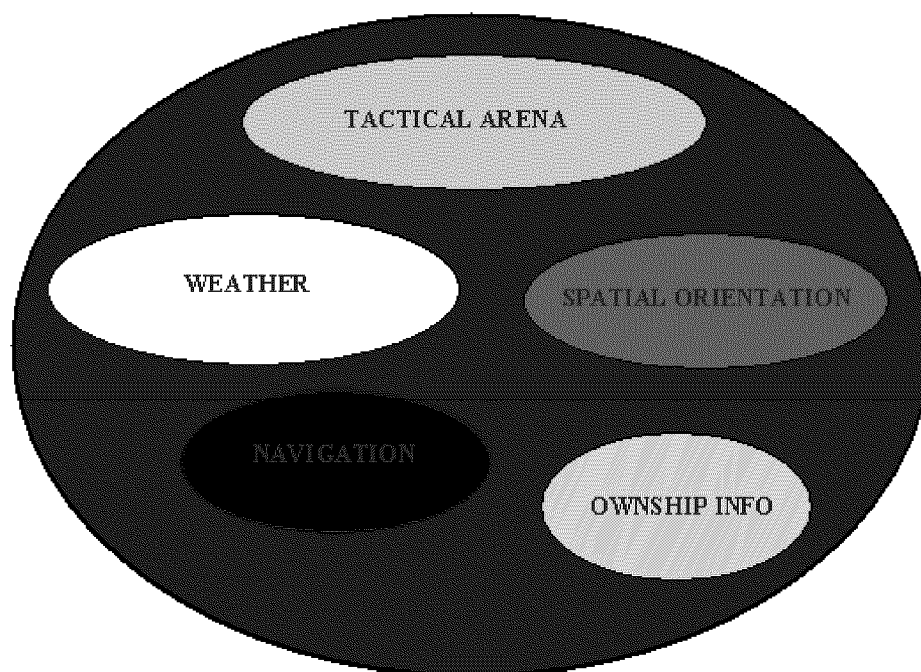 TACTICAL ARENA
WEATHER
SPATIAL ORIENTATION
NAVIGATION
OWNSHIP INFO